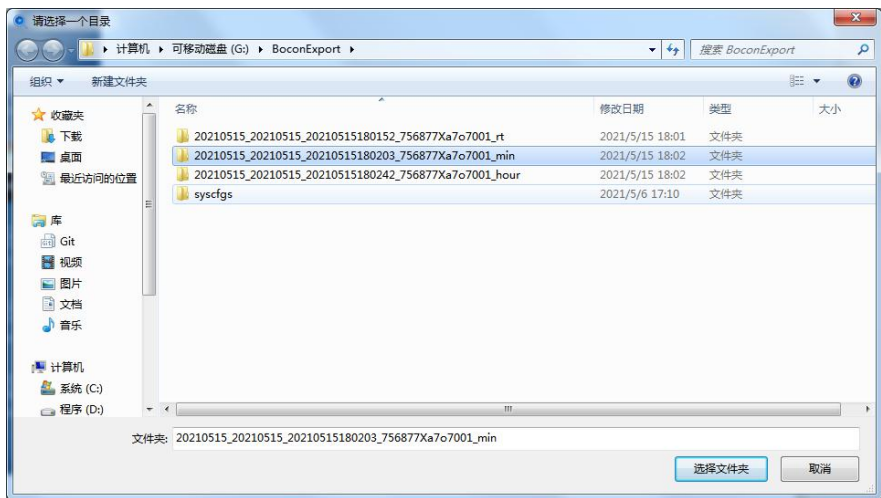 请选择一个目录
计算机 ▸ 可移动磁盘 (G:) ▸ BoconExport ▸ 搜索 BoconExport
组织 新建文件夹
名称 修改日期 类型 大小
收藏夹
下载
桌面
最近访问的位置
库
Git
视频
图片
文档
音乐
计算机
系统 (C:)
程序 (D:)
20210515_20210515_20210515180152_756877Xa7o7001_rt 2021/5/15 18:01 文件夹
20210515_20210515_20210515180203_756877Xa7o7001_min 2021/5/15 18:02 文件夹
20210515_20210515_20210515180242_756877Xa7o7001_hour 2021/5/15 18:02 文件夹
syscfgs 2021/5/6 17:10 文件夹
文件夹: 20210515_20210515_20210515180203_756877Xa7o7001_min
选择文件夹 取消